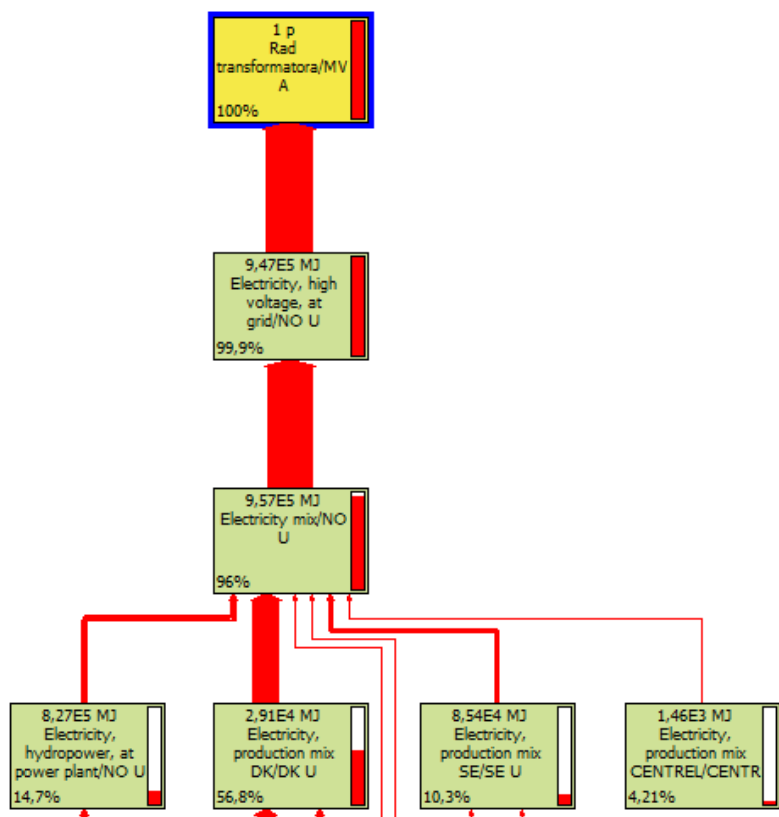 1 p
Rad
transformatora/MV
A
100%
9,47E5 MJ
Electricity, high
voltage, at
grid/NO U
99,9%
9,57E5 MJ
Electricity mix/NO
U
96%
8,27E5 MJ
Electricity,
hydropower, at
power plant/NO U
14,7%
2,91E4 MJ
Electricity,
production mix
DK/DK U
56,8%
8,54E4 MJ
Electricity,
production mix
SE/SE U
10,3%
1,46E3 MJ
Electricity,
production mix
CENTREL/CENTR
4,21%